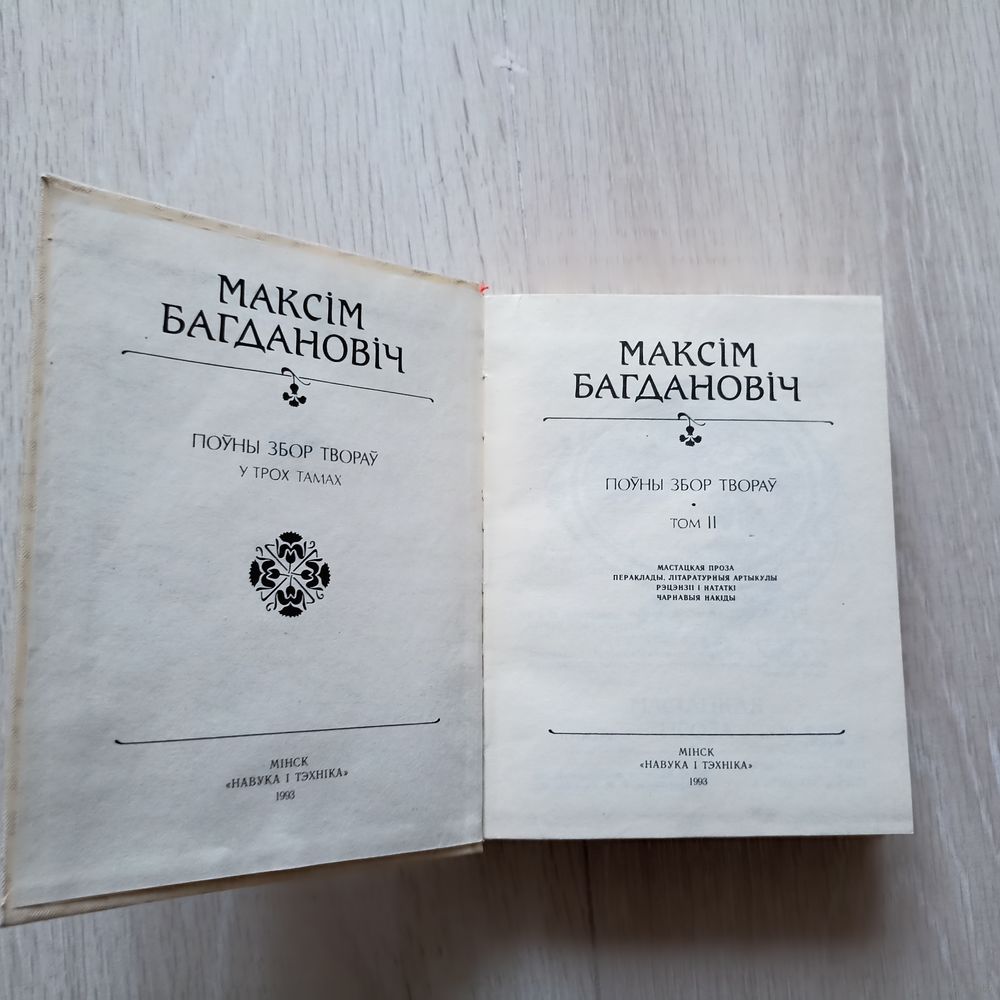 МАКСІМ
БАГДАНОВІЧ
ПОЎНЫ ЗБОР ТВОРАЎ
У ТРОХ ТАМАХ
МІНСК
«НАВУКА І ТЭХНІКА»
1993
МАКСІМ
БАГДАНОВІЧ
ПОЎНЫ ЗБОР ТВОРАЎ
ТОМ II
МАСТАЦКАЯ ПРОЗА
ПЕРАКЛАДЫ, ЛІТАРАТУРНЫЯ АРТЫКУЛЫ
РЭЦЭНЗІІ І НАТАТКІ
ЧАРНАВЫЯ НАКІДЫ
МІНСК
«НАВУКА І ТЭХНІКА»
1993